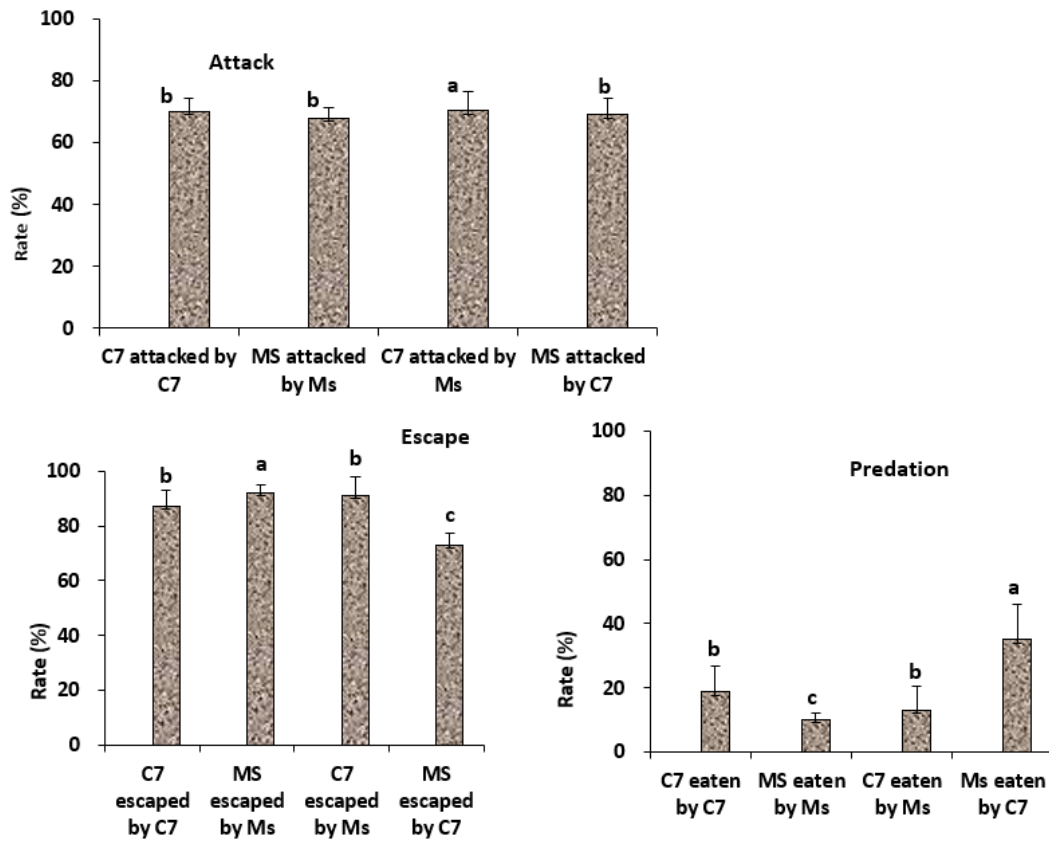 100
80
60
40
20
0
Rate (%)
Attack
b
b
a
b
C7 attacked by
C7
MS attacked
by Ms
C7 attacked by
Ms
MS attacked
by C7
Escape
100
80
60
40
20
0
Rate (%)
b
a
b
c
C7
escaped
by C7
MS
escaped
by Ms
C7
escaped
by Ms
MS
escaped
by C7
Predation
100
80
60
40
20
0
Rate (%)
b
c
b
a
C7 eaten
by C7
MS eaten
by Ms
C7 eaten
by Ms
Ms eaten
by C7